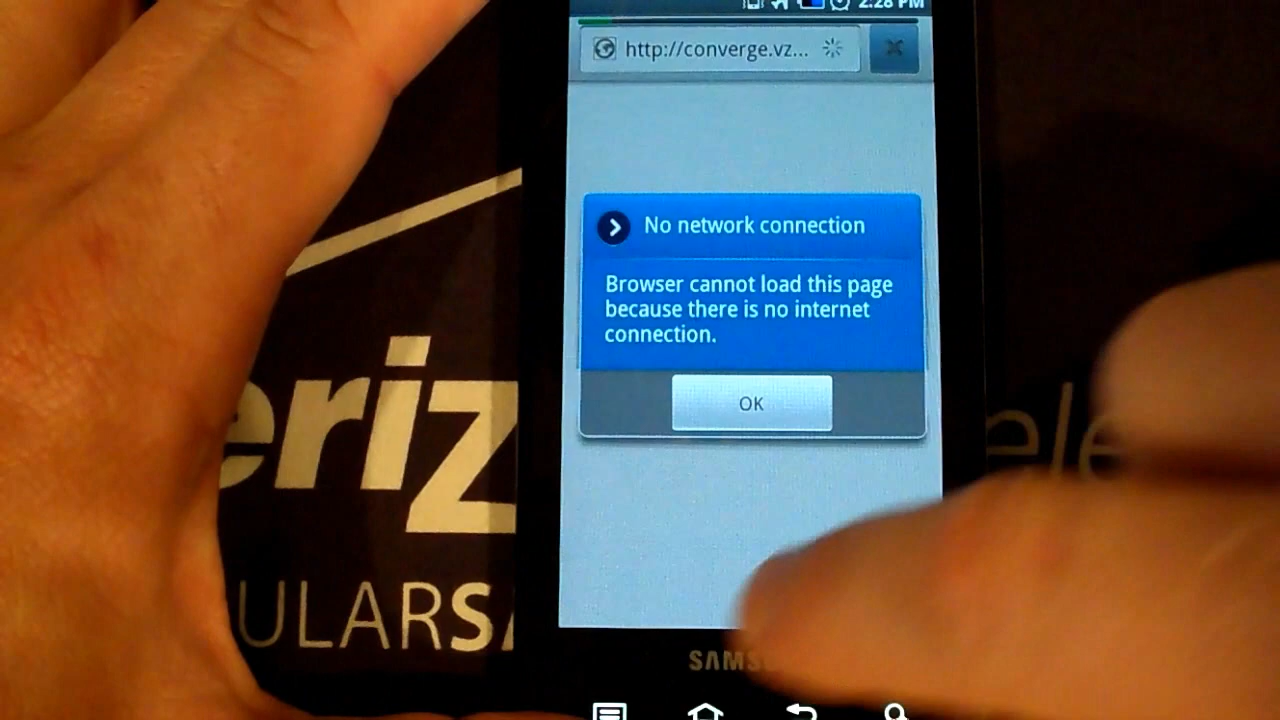 2:28 PM
http://converge.vz...
No network connection
Browser cannot load this page
because there is no internet
connection.
OK
eriz
ele
ULARS
SAMS